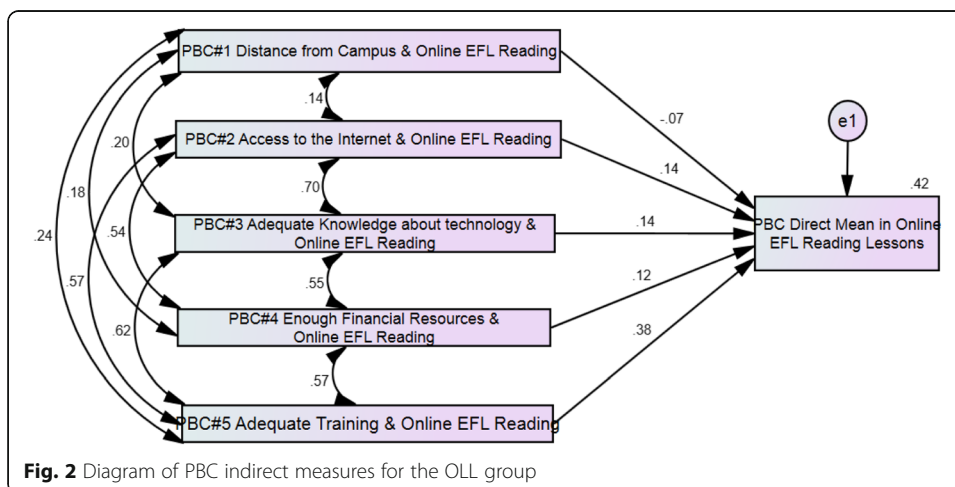 PBC#1 Distance from Campus & Online EFL Reading
.14
-.07
e1
.20
PBC#2 Access to the Internet & Online EFL Reading
.14
.42
.18
.70
.24
.54
PBC#3 Adequate Knowledge about technology &
Online EFL Reading
.14
PBC Direct Mean in Online
EFL Reading Lessons
.57
.55
.12
.62
PBC#4 Enough Financial Resources &
Online EFL Reading
.38
.57
PBC#5 Adequate Training & Online EFL Reading
Fig. 2 Diagram of PBC indirect measures for the OLL group